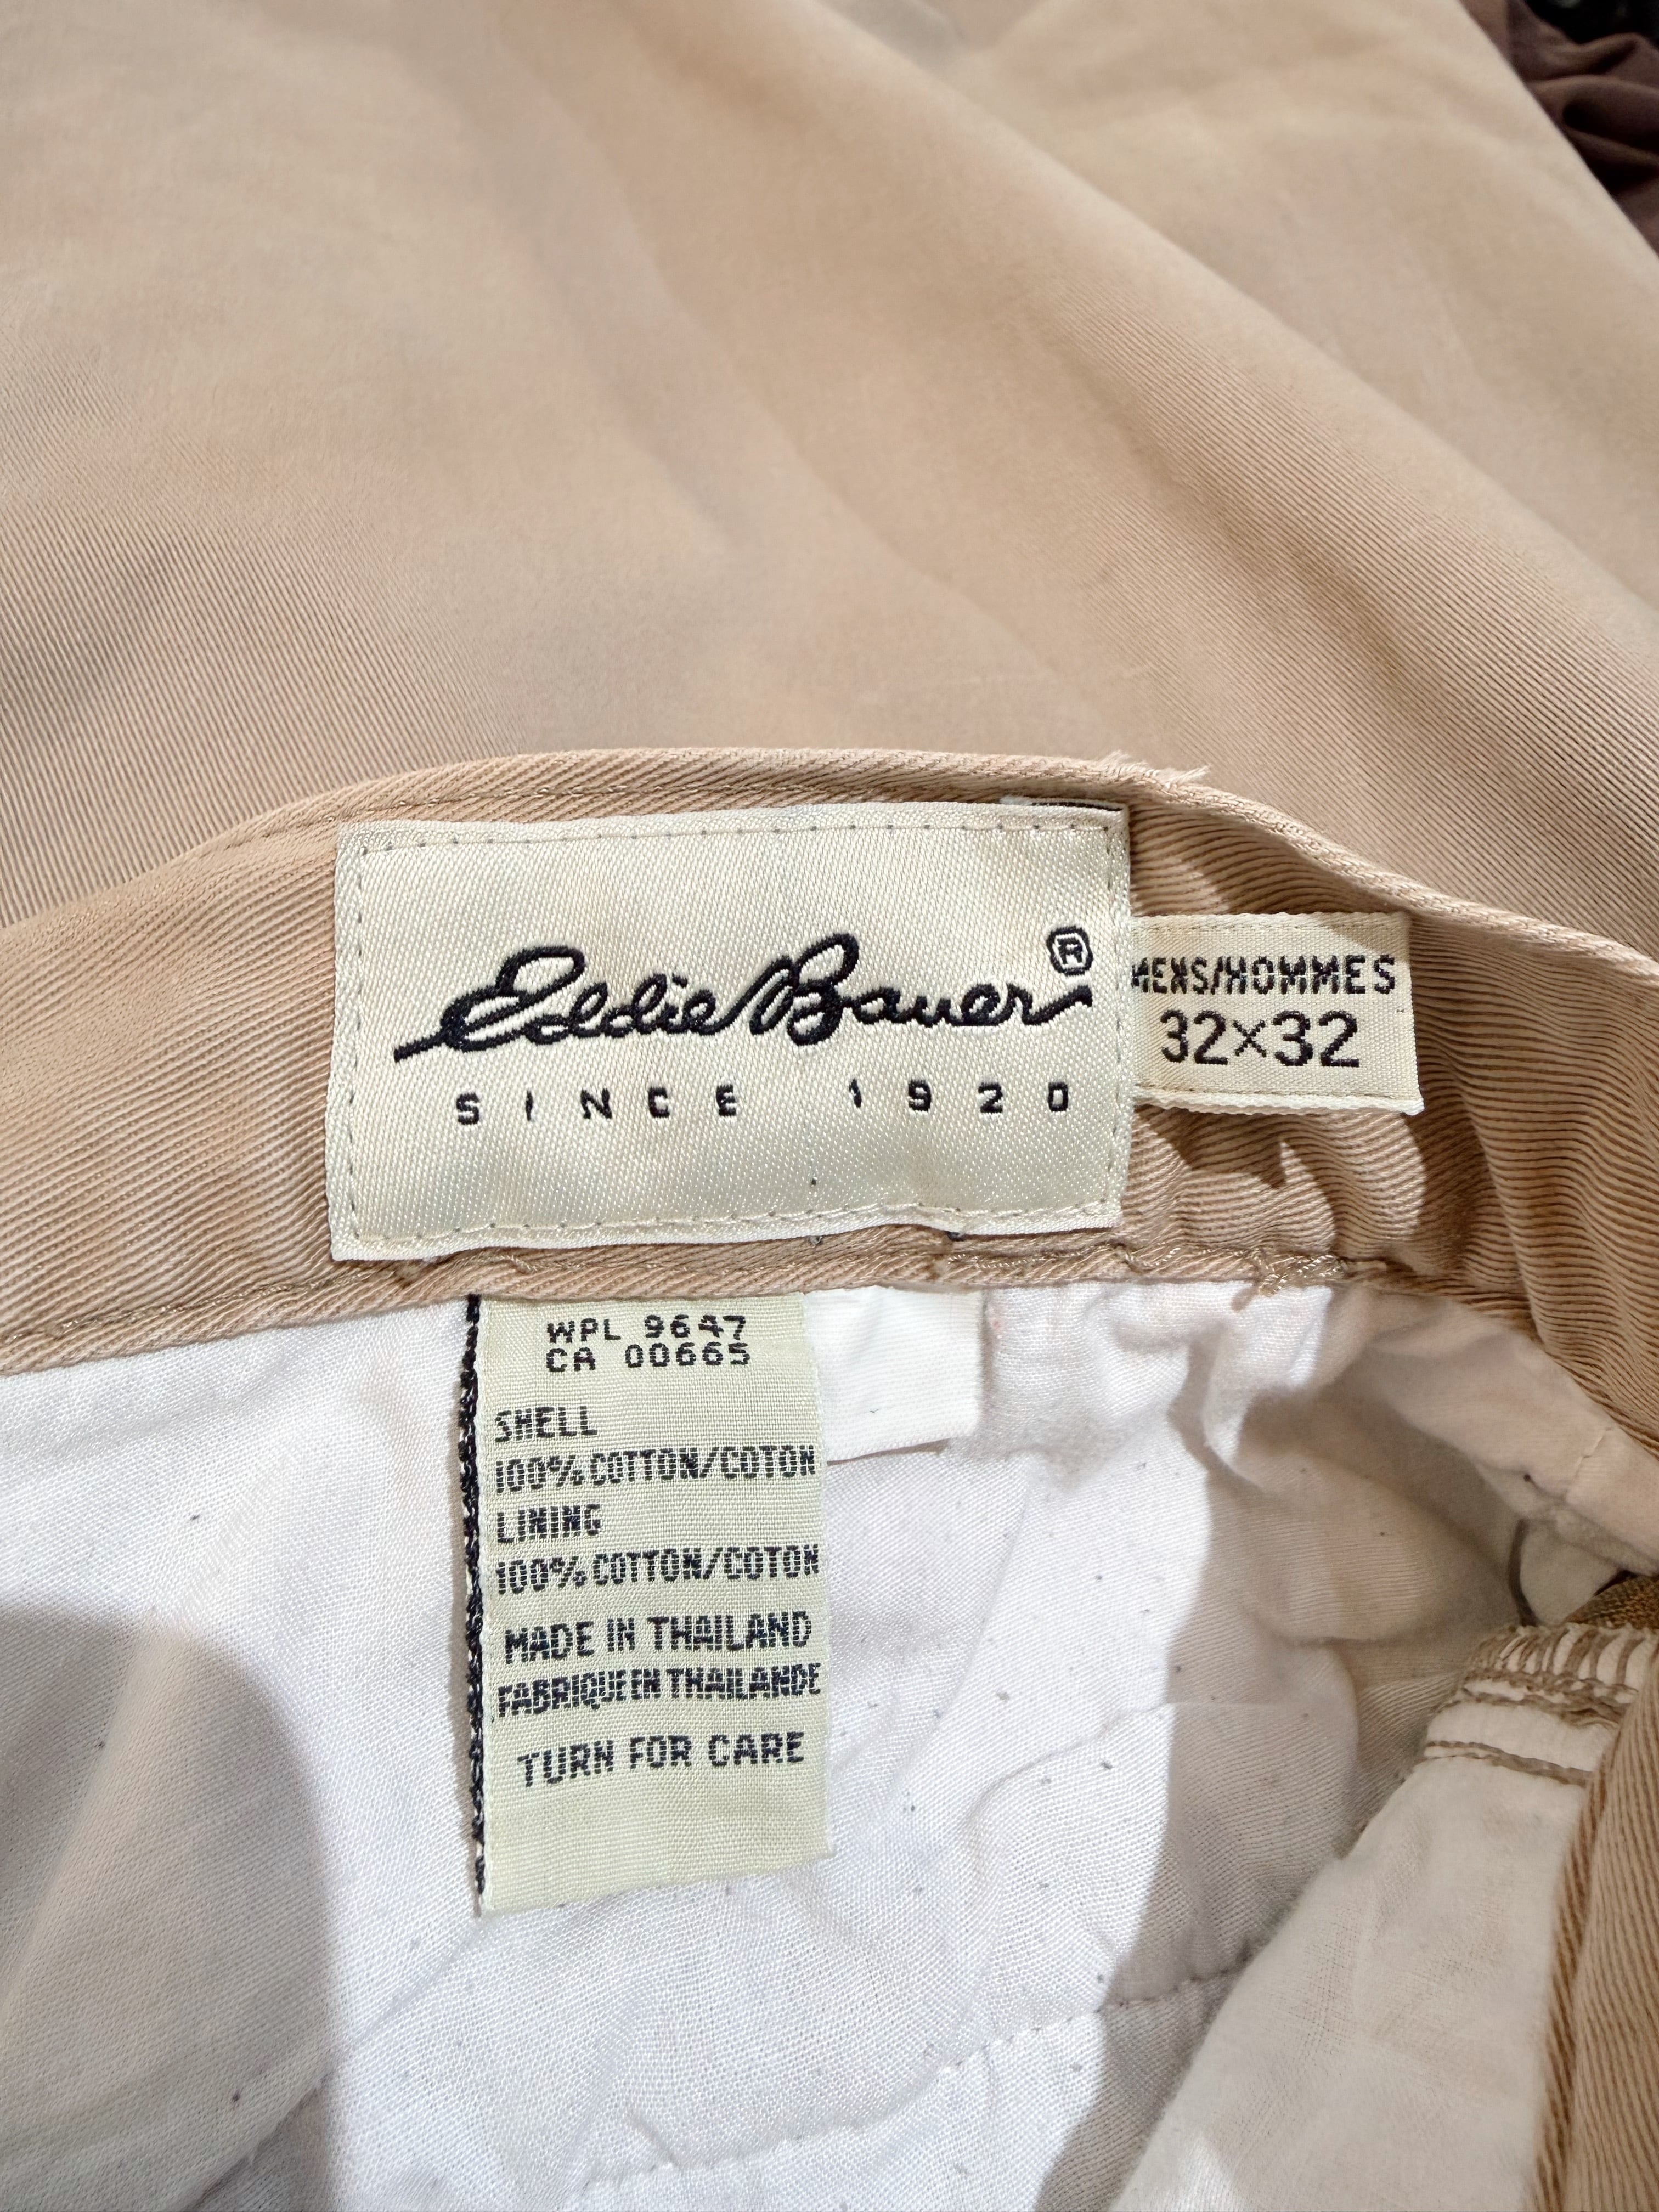 Eddie Bauer®
SINCE 1920
MENS/HOMMES
32×32
WPL 9647
CA 00665
SHELL
100% COTTON/COTON
LINING
100% COTTON/COTON
MADE IN THAILAND
FABRIQUE EN THAILANDE
TURN FOR CARE